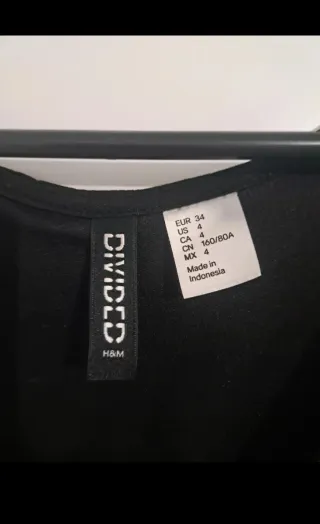 DIVIDED
H&M
EUR 34
US 4
CA 4
CN 160/80A
MX 4
Made in
Indonesia